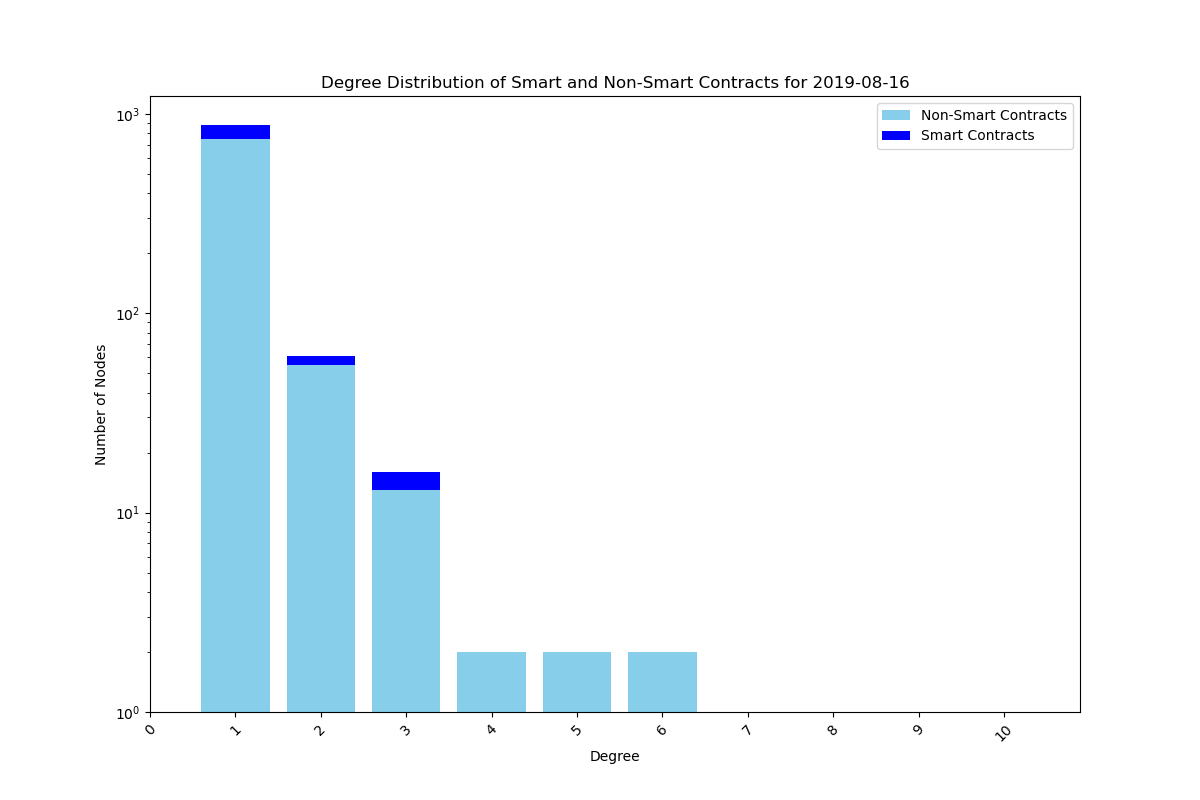 Degree Distribution of Smart and Non-Smart Contracts for 2019-08-16
Non-Smart Contracts
Smart Contracts
Number of Nodes
10³
10²
10¹
10⁰
0 1 2 3 4 5 6 7 8 9 10
Degree